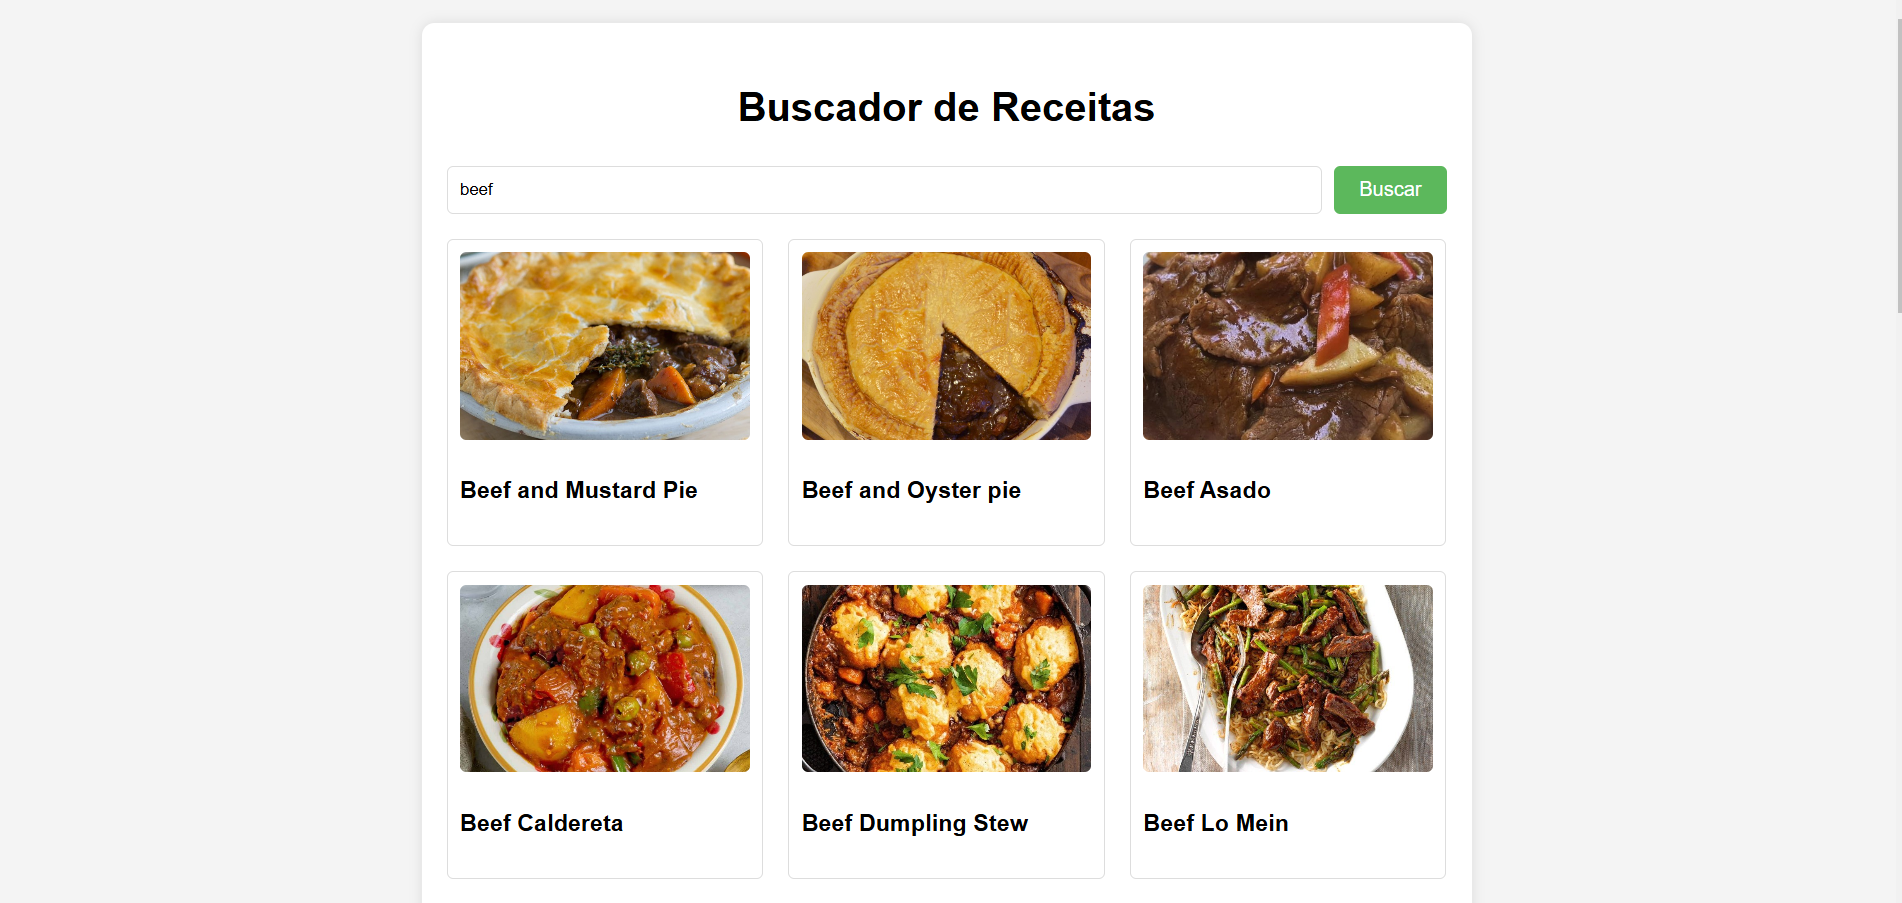 Buscador de Receitas
beef
Buscar
Beef and Mustard Pie
Beef and Oyster pie
Beef Asado
Beef Caldereta
Beef Dumpling Stew
Beef Lo Mein